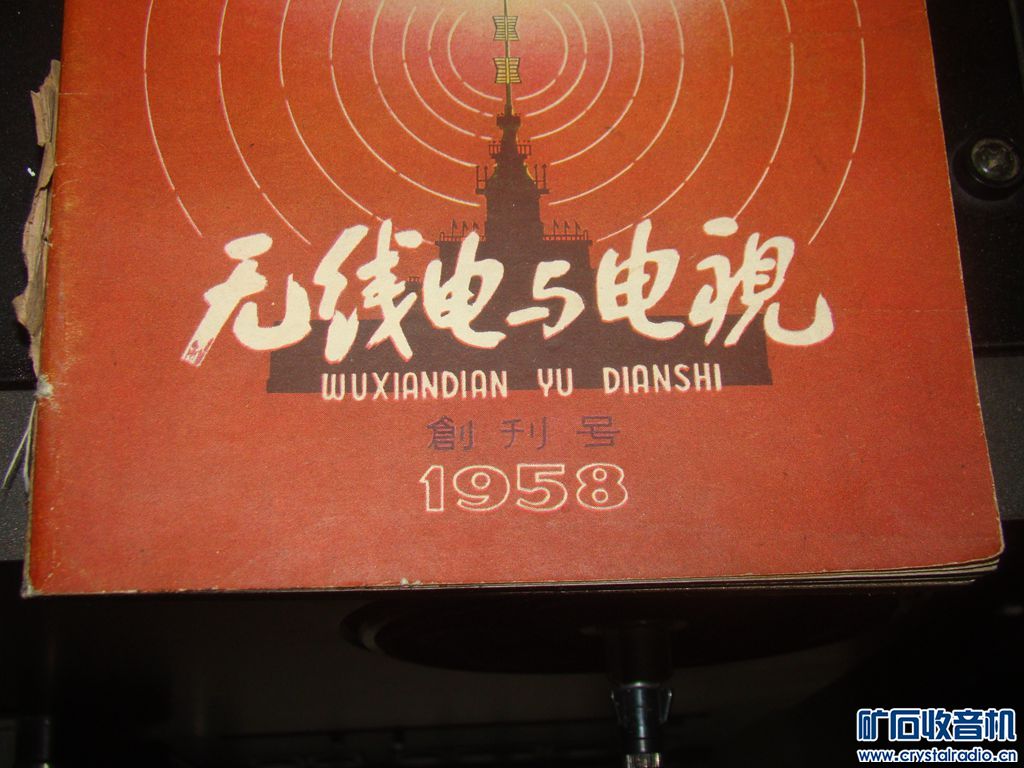 无线电与电視
WUXIANDIAN YU DIANSHI
創刊号
1958
矿石收音机
www.crystalradio.cn